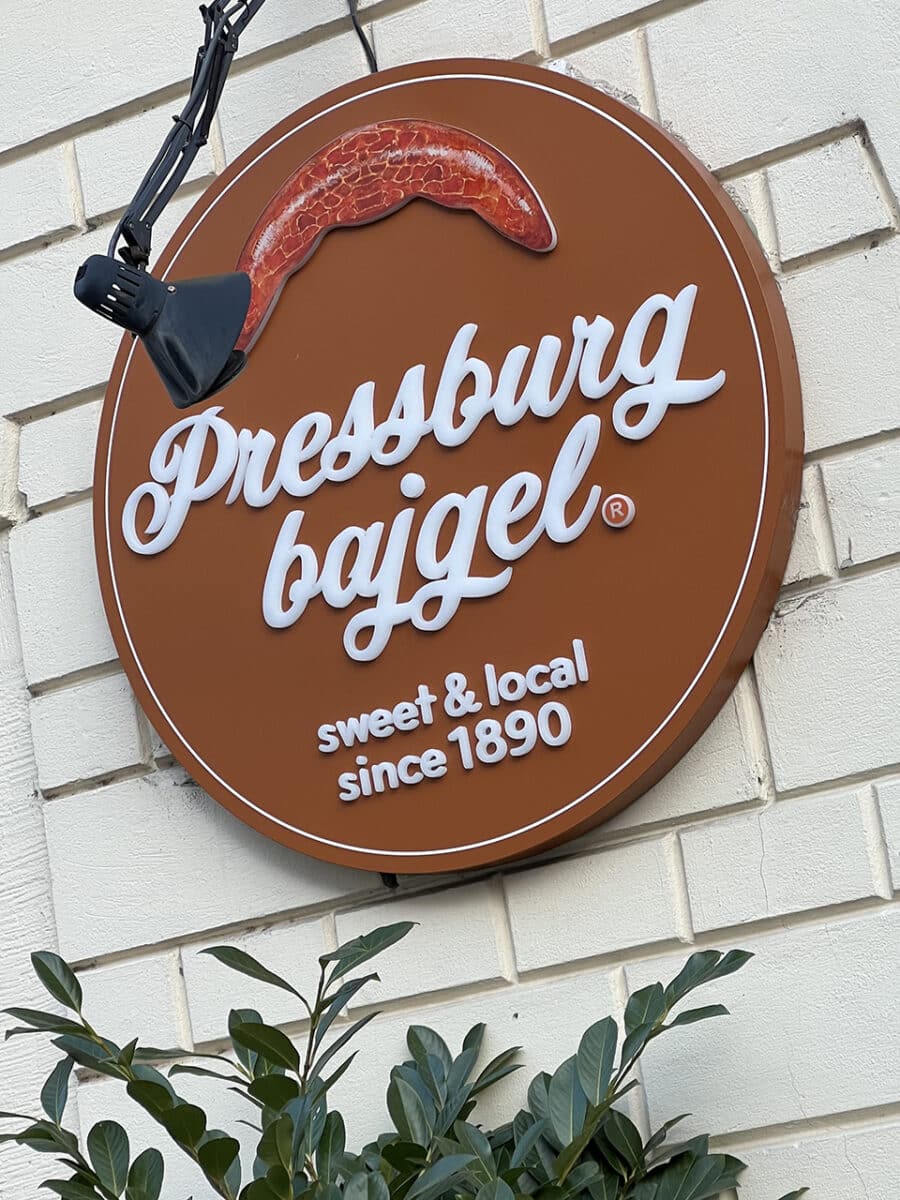 Pressburg
bajgel®
sweet & local
since 1890